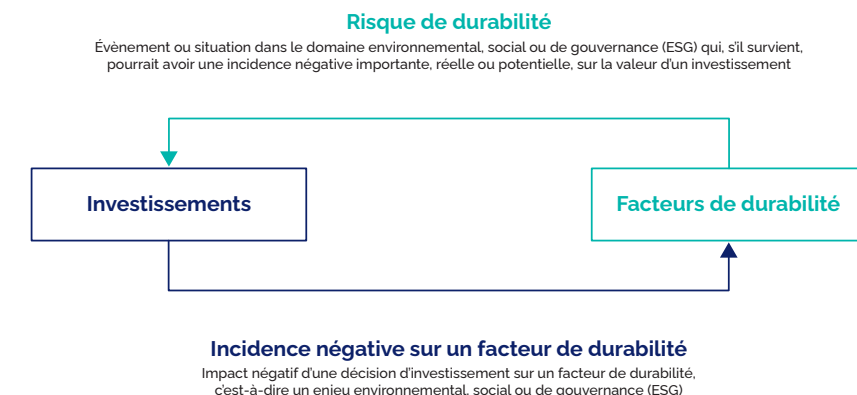 Risque de durabilité
Évènement ou situation dans le domaine environnemental, social ou de gouvernance (ESG) qui, s'il survient,
pourrait avoir une incidence négative importante, réelle ou potentielle, sur la valeur d'un investissement
Investissements
Facteurs de durabilité
Incidence négative sur un facteur de durabilité
Impact négatif d'une décision d'investissement sur un facteur de durabilité,
c'est-à-dire un enjeu environnemental, social ou de gouvernance (ESG)